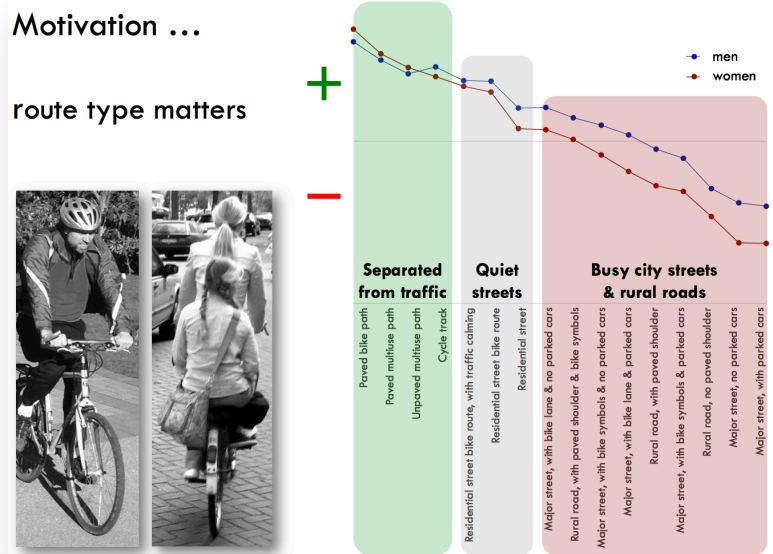 Motivation …
route type matters
+
−
men
women
Separated
from traffic
Quiet
streets
Busy city streets
& rural roads
Paved bike path
Paved multiuse path
Unpaved multiuse path
Cycle track
Residential street bike route, with traffic calming
Residential street bike route
Residential street
Major street, with bike lane & no parked cars
Rural road, with paved shoulder & bike symbols
Major street, with bike symbols & no parked cars
Major street, with bike lane & parked cars
Rural road, with paved shoulder
Major street, with bike symbols & parked cars
Rural road, no paved shoulder
Major street, no parked cars
Major street, with parked cars